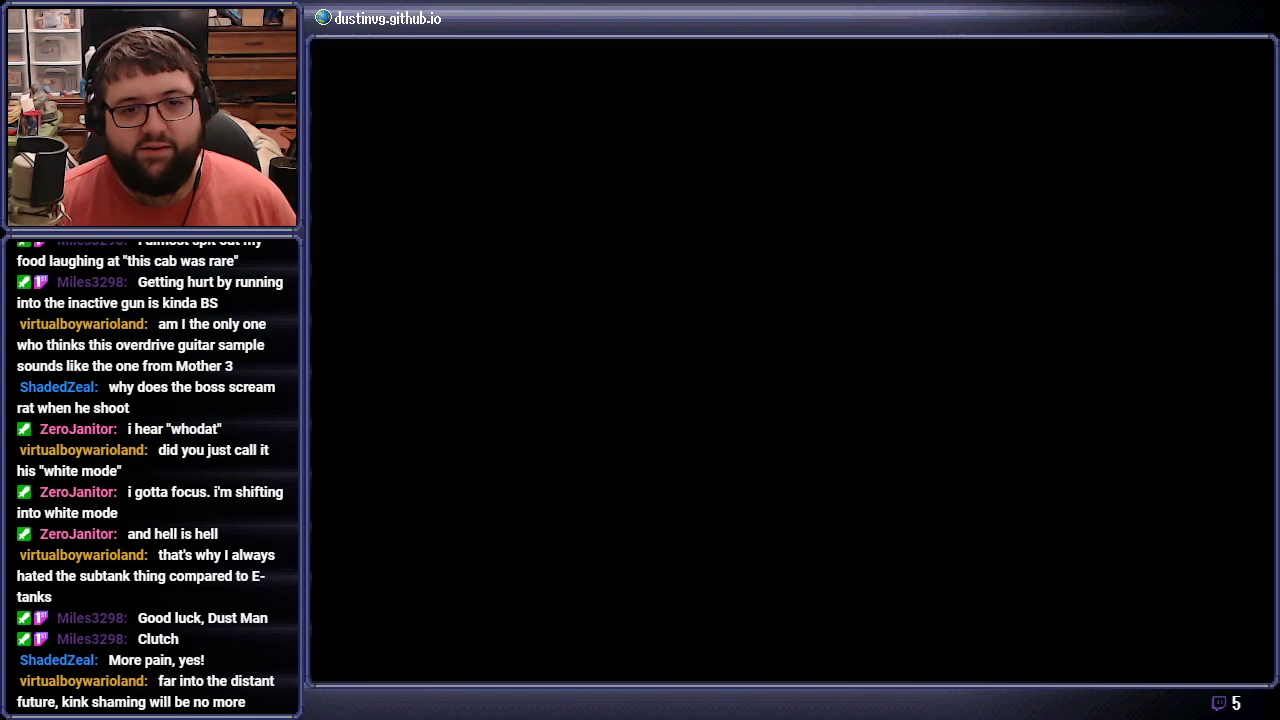 dustinvg.github.io
Miles3298: I almost spit out my
food laughing at "this cab was rare"
Miles3298: Getting hurt by running
into the inactive gun is kinda BS
virtualboywarioland: am I the only one
who thinks this overdrive guitar sample
sounds like the one from Mother 3
ShadedZeal: why does the boss scream
rat when he shoot
ZeroJanitor: i hear "whodat"
virtualboywarioland: did you just call it
his "white mode"
ZeroJanitor: i gotta focus. i'm shifting
into white mode
ZeroJanitor: and hell is hell
virtualboywarioland: that's why I always
hated the subtank thing compared to E-
tanks
Miles3298: Good luck, Dust Man
Miles3298: Clutch
ShadedZeal: More pain, yes!
virtualboywarioland: far into the distant
future, kink shaming will be no more
5